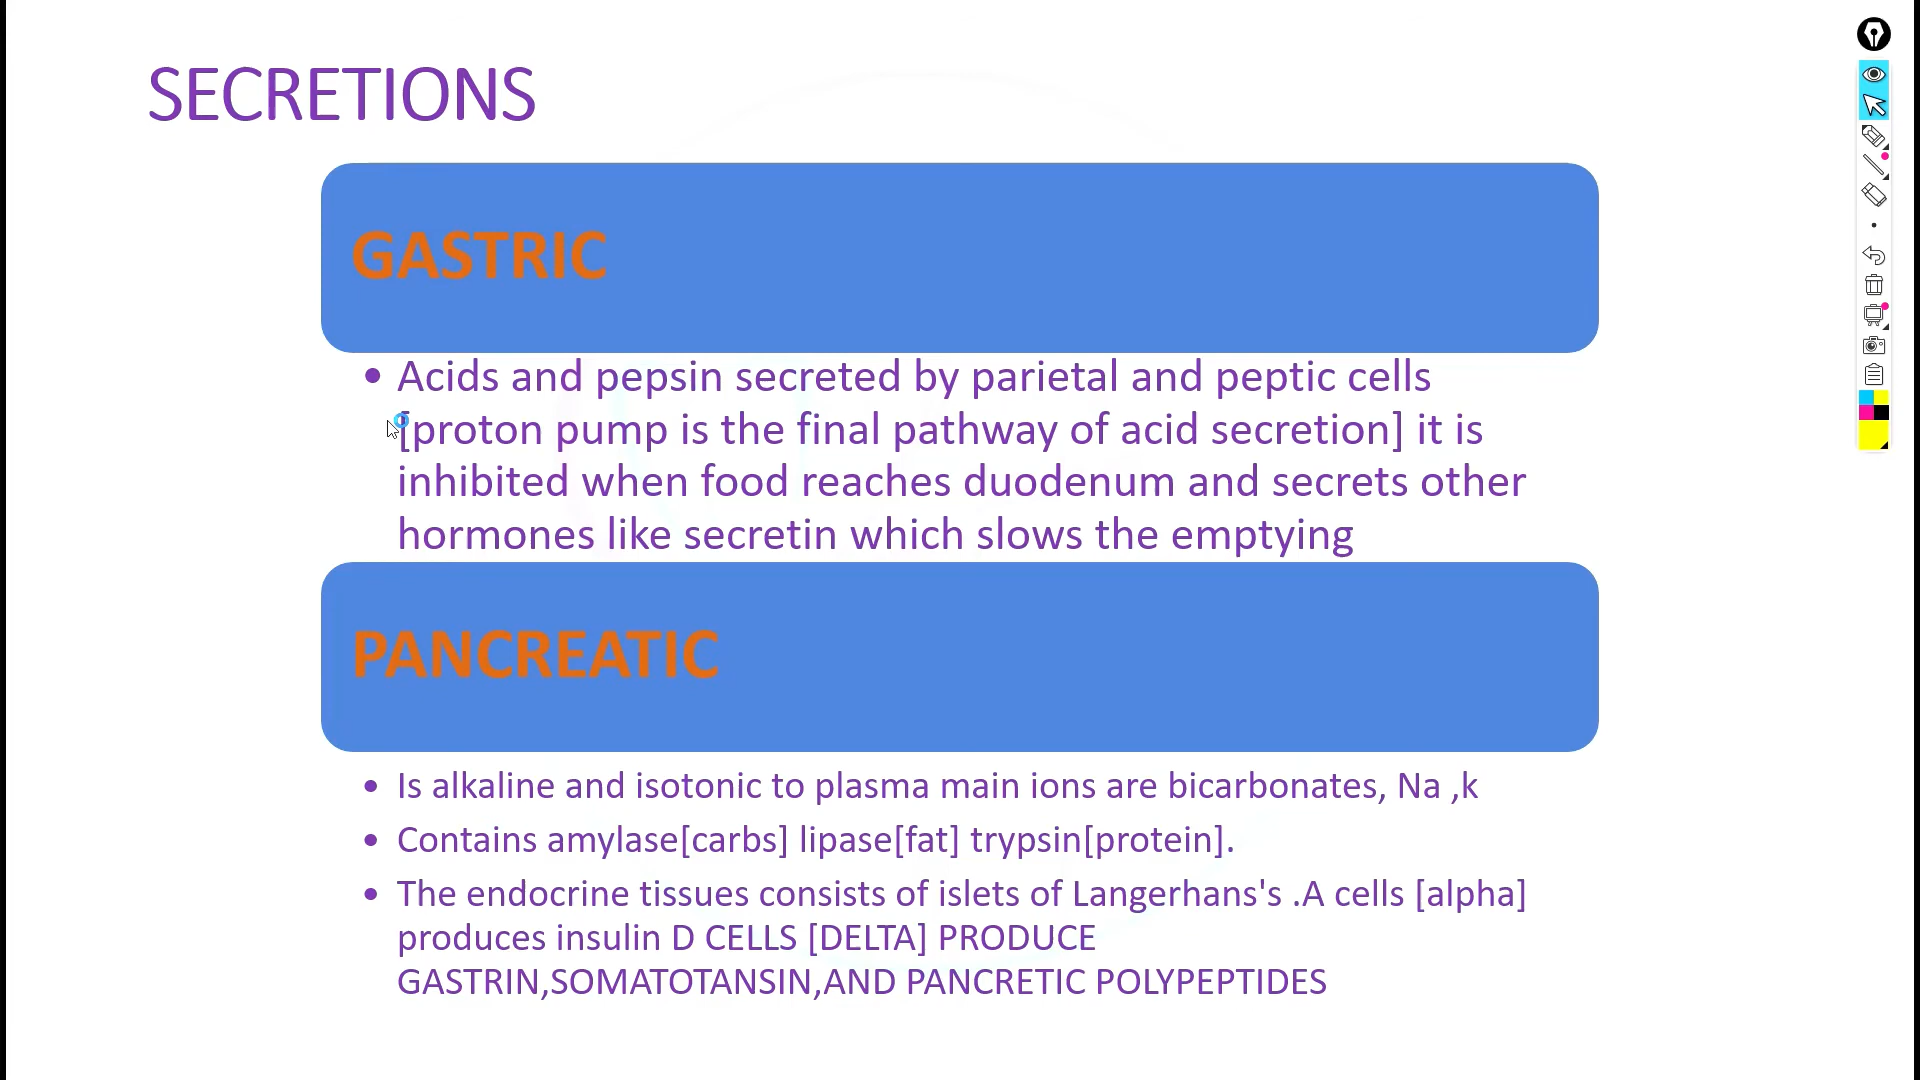 SECRETIONS
GASTRIC
• Acids and pepsin secreted by parietal and peptic cells
[proton pump is the final pathway of acid secretion] it is
inhibited when food reaches duodenum and secrets other
hormones like secretin which slows the emptying
PANCREATIC
• Is alkaline and isotonic to plasma main ions are bicarbonates, Na ,k
• Contains amylase[carbs] lipase[fat] trypsin[protein].
• The endocrine tissues consists of islets of Langerhans's .A cells [alpha]
produces insulin D CELLS [DELTA] PRODUCE
GASTRIN,SOMATOTANSIN,AND PANCRETIC POLYPEPTIDES